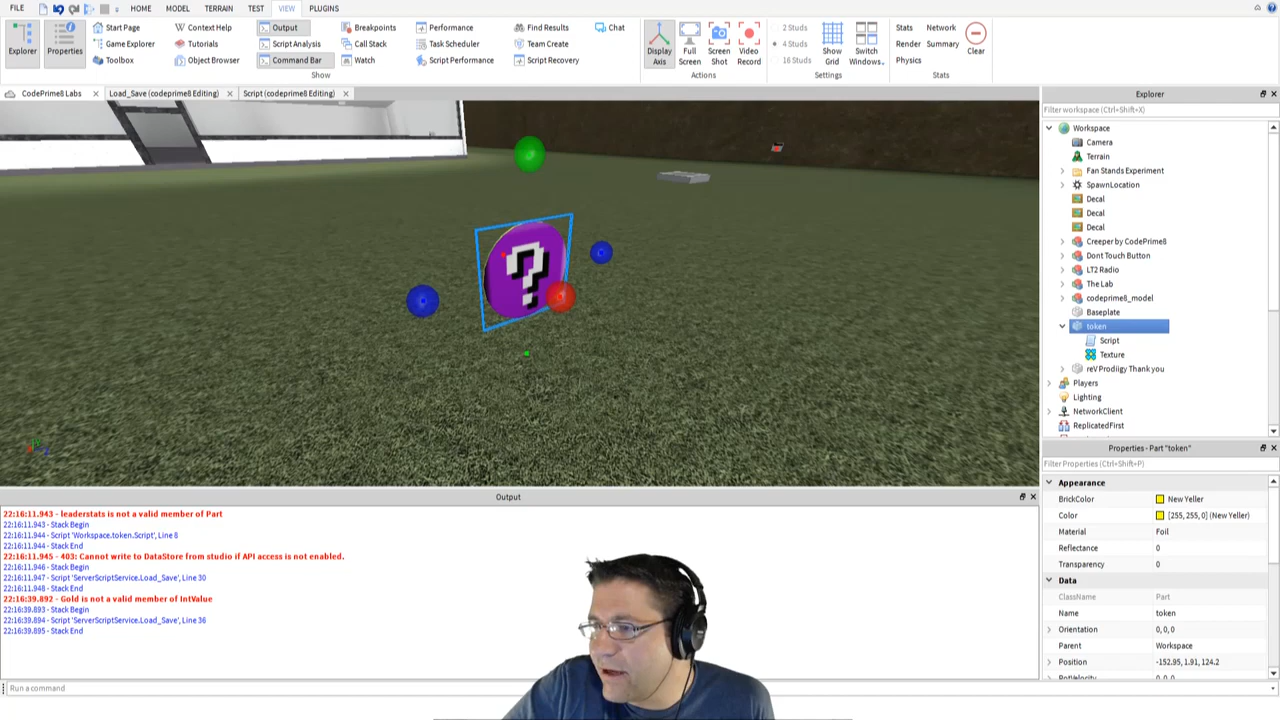 FILE HOME MODEL TERRAIN TEST VIEW PLUGINS
Explorer
Properties
Start Page
Game Explorer
Toolbox
Context Help
Tutorials
Object Browser
Output
Script Analysis
Command Bar
Breakpoints
Call Stack
Watch
Performance
Task Scheduler
Script Performance
Find Results
Team Create
Script Recovery
Chat
Show
Display Axis
Full Screen
Screen Shot
Video Record
Actions
2 Studs
4 Studs
16 Studs
Show Grid
Switch Windows
Settings
Stats Network
Render Summary
Physics
Clear
Stats
CodePrime8 Labs
Load_Save (codeprime8 Editing)
Script (codeprime8 Editing)
?
Explorer
Filter workspace (Ctrl+Shift+X)
Workspace
Camera
Terrain
Fan Stands Experiment
SpawnLocation
Decal
Decal
Decal
Creeper by CodePrime8
Dont Touch Button
LT2 Radio
The Lab
codeprime8_model
Baseplate
token
Script
Texture
reV Prodiigy Thank you
Players
Lighting
NetworkClient
ReplicatedFirst
Properties - Part "token"
Filter Properties (Ctrl+Shift+P)
Appearance
BrickColor New Yeller
Color [255, 255, 0] (New Yeller)
Material Foil
Reflectance 0
Transparency 0
Data
ClassName Part
Name token
Orientation 0, 0, 0
Parent Workspace
Position -152.95, 1.91, 124.2
Output
22:16:11.943 - leaderstats is not a valid member of Part
22:16:11.943 - Stack Begin
22:16:11.944 - Script 'Workspace.token.Script', Line 8
22:16:11.944 - Stack End
22:16:11.945 - 403: Cannot write to DataStore from studio if API access is not enabled.
22:16:11.946 - Stack Begin
22:16:11.947 - Script 'ServerScriptService.Load_Save', Line 30
22:16:11.948 - Stack End
22:16:39.892 - Gold is not a valid member of IntValue
22:16:39.893 - Stack Begin
22:16:39.894 - Script 'ServerScriptService.Load_Save', Line 36
22:16:39.895 - Stack End
Run a command